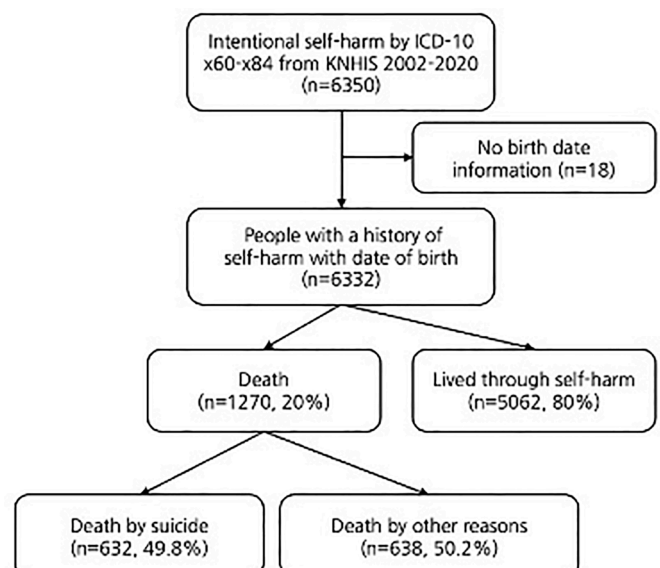 Intentional self-harm by ICD-10
x60-x84 from KNHIS 2002-2020
(n=6350)
No birth date
information (n=18)
People with a history of
self-harm with date of birth
(n=6332)
Death
(n=1270, 20%)
Lived through self-harm
(n=5062, 80%)
Death by suicide
(n=632, 49.8%)
Death by other reasons
(n=638, 50.2%)